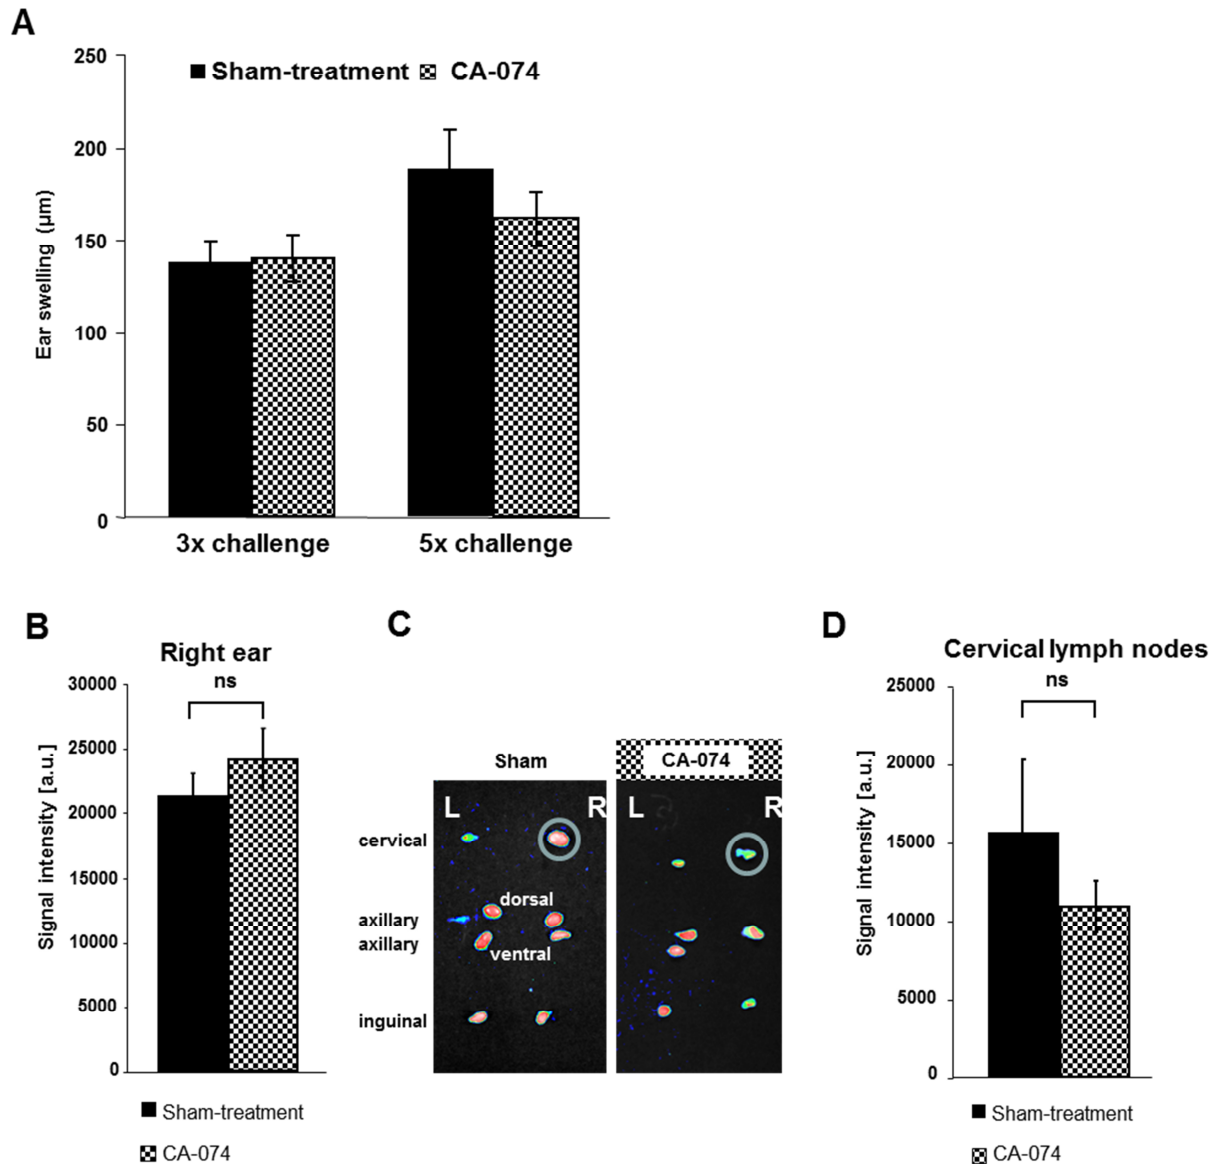 A
250
Sham-treatment CA-074
200
150
100
50
0
Ear swelling (µm)
3x challenge 5x challenge
B
Right ear
ns
30000
25000
20000
15000
10000
5000
0
Signal intensity [a.u.]
Sham-treatment
CA-074
C
Sham CA-074
L R L R
cervical
dorsal
axillary
axillary
ventral
inguinal
D
Cervical lymph nodes
ns
25000
20000
15000
10000
5000
0
Signal intensity [a.u.]
Sham-treatment
CA-074